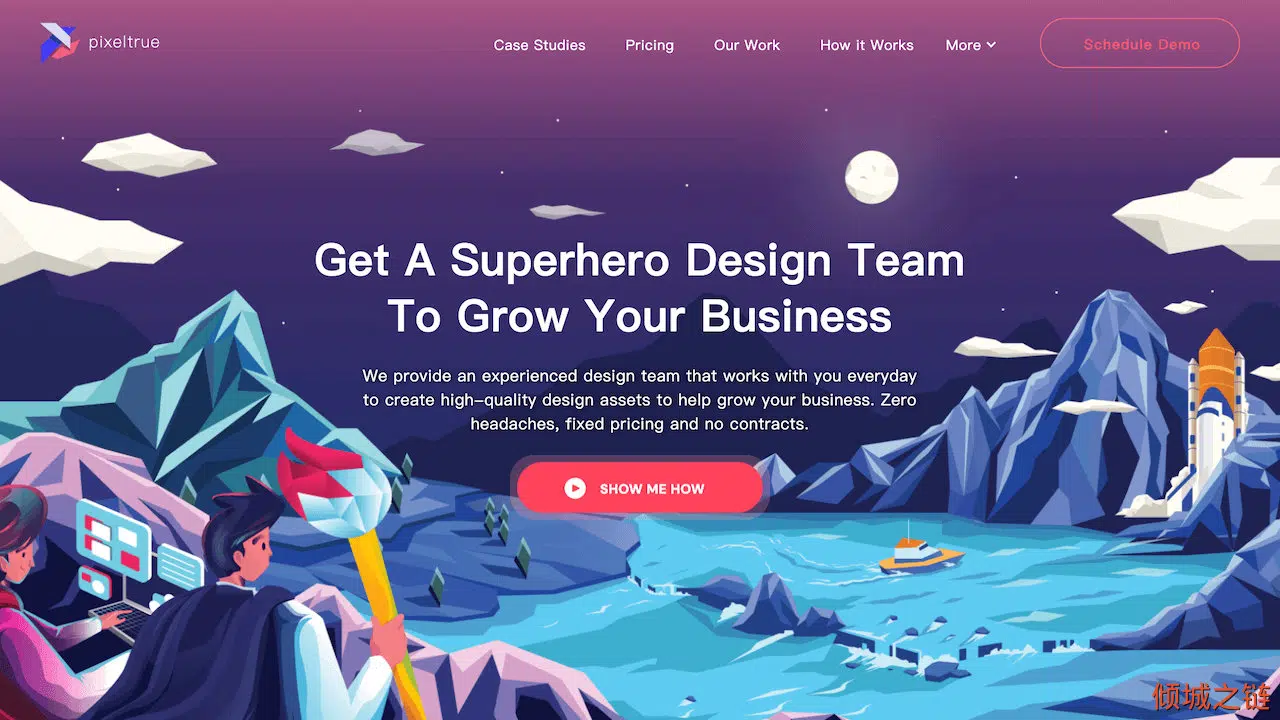 pixeltrue
Case Studies
Pricing
Our Work
How it Works
More
Schedule Demo
Get A Superhero Design Team
To Grow Your Business
We provide an experienced design team that works with you everyday
to create high-quality design assets to help grow your business. Zero
headaches, fixed pricing and no contracts.
SHOW ME HOW
倾城之链